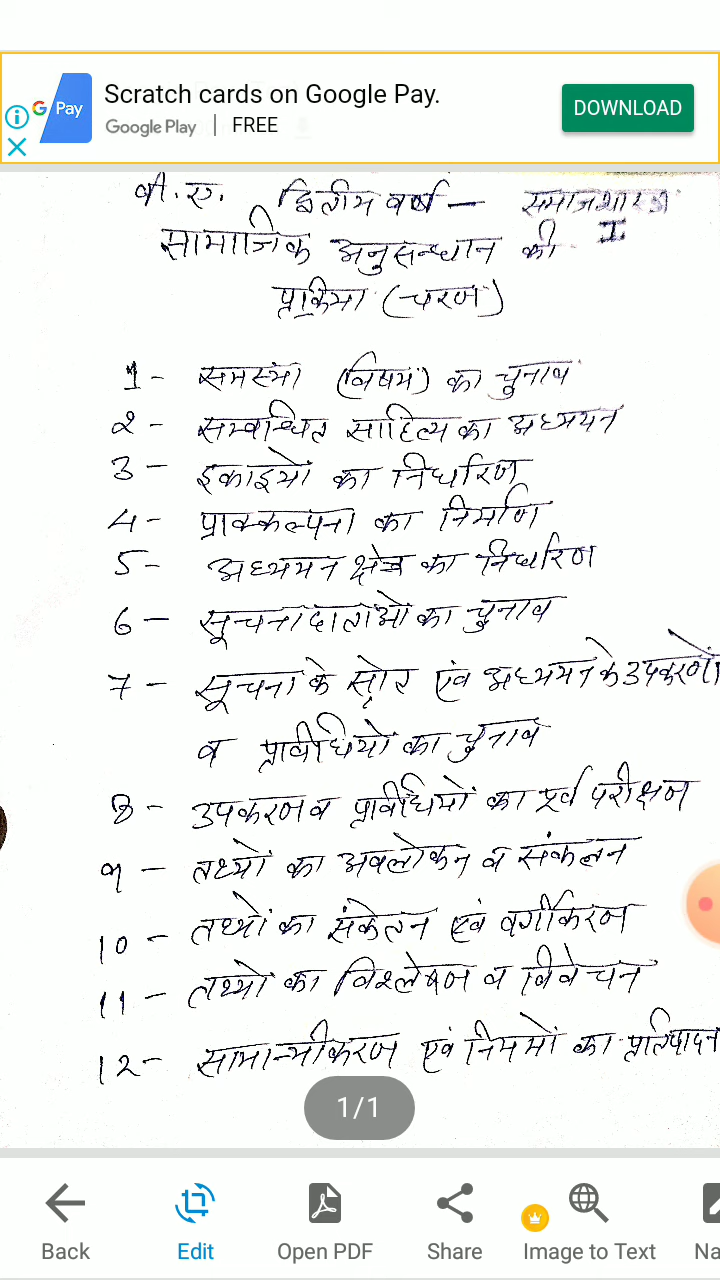 Scratch cards on Google Pay.
G Pay
Google Play | FREE
DOWNLOAD
बी.ए. द्वितीय वर्ष — समाजशास्त्र
सामाजिक अनुसन्धान की I
प्रक्रिया (चरण)
1- समस्या (विषय) का चुनाव
2- सम्बन्धित साहित्य का अध्ययन
3- इकाइयों का निर्धारण
4- प्राक्कल्पना का निर्माण
5- अध्ययन क्षेत्र का निर्धारण
6- सूचनादाताओं का चुनाव
7- सूचना के स्रोत एवं अध्ययन के उपकरणों
व प्राविधियों का चुनाव
8- उपकरण व प्राविधियों का पूर्व परीक्षण
9- तथ्यों का अवलोकन व संकलन
10- तथ्यों का संकेतन एवं वर्गीकरण
11- तथ्यों का विश्लेषण व विवेचन
12- सामान्यीकरण एवं नियमों का प्रतिपादन
1/1
Back Edit Open PDF Share Image to Text Na